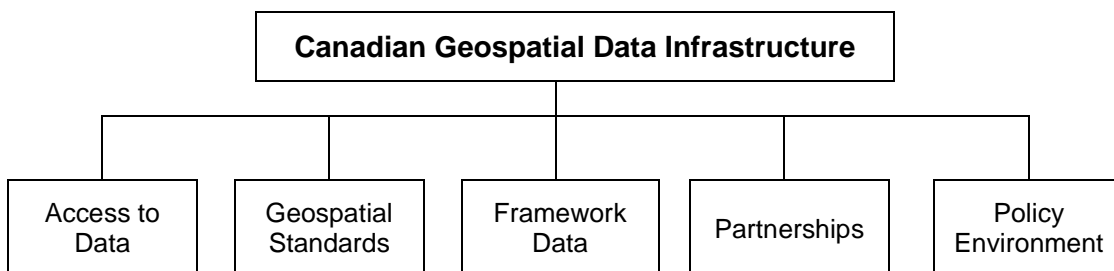 Canadian Geospatial Data Infrastructure
Access to
Data
Geospatial
Standards
Framework
Data
Partnerships
Policy
Environment